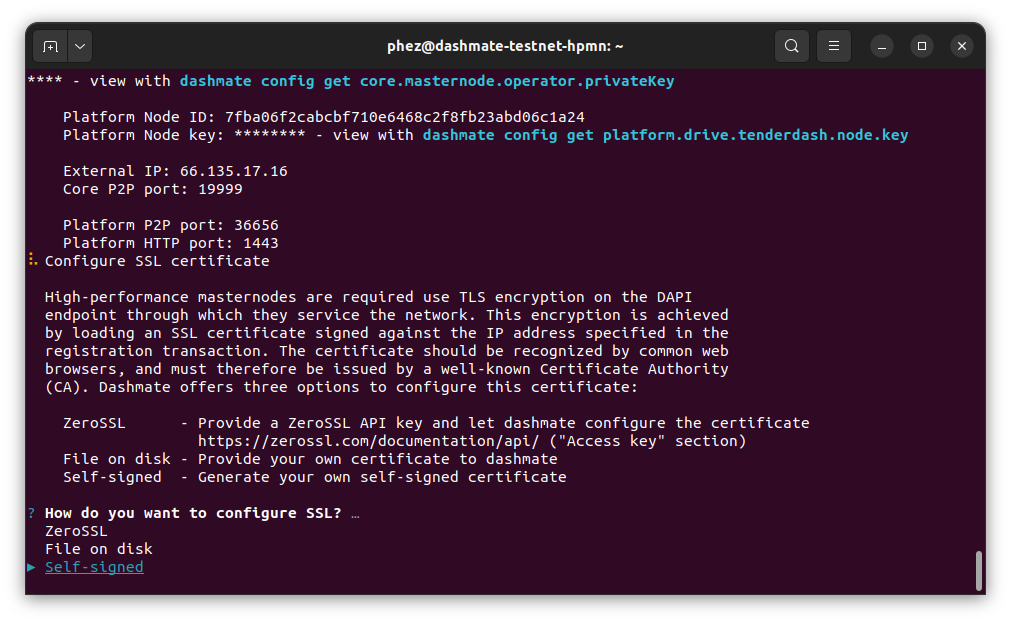 phez@dashmate-testnet-hpmn: ~
**** - view with dashmate config get core.masternode.operator.privateKey
Platform Node ID: 7fba06f2cabcbf710e6468c2f8fb23abd06c1a24
Platform Node key: ******** - view with dashmate config get platform.drive.tenderdash.node.key
External IP: 66.135.17.16
Core P2P port: 19999
Platform P2P port: 36656
Platform HTTP port: 1443
Configure SSL certificate
High-performance masternodes are required use TLS encryption on the DAPI
endpoint through which they service the network. This encryption is achieved
by loading an SSL certificate signed against the IP address specified in the
registration transaction. The certificate should be recognized by common web
browsers, and must therefore be issued by a well-known Certificate Authority
(CA). Dashmate offers three options to configure this certificate:
ZeroSSL - Provide a ZeroSSL API key and let dashmate configure the certificate
https://zerossl.com/documentation/api/ ("Access key" section)
File on disk - Provide your own certificate to dashmate
Self-signed - Generate your own self-signed certificate
? How do you want to configure SSL? …
ZeroSSL
File on disk
▸ Self-signed